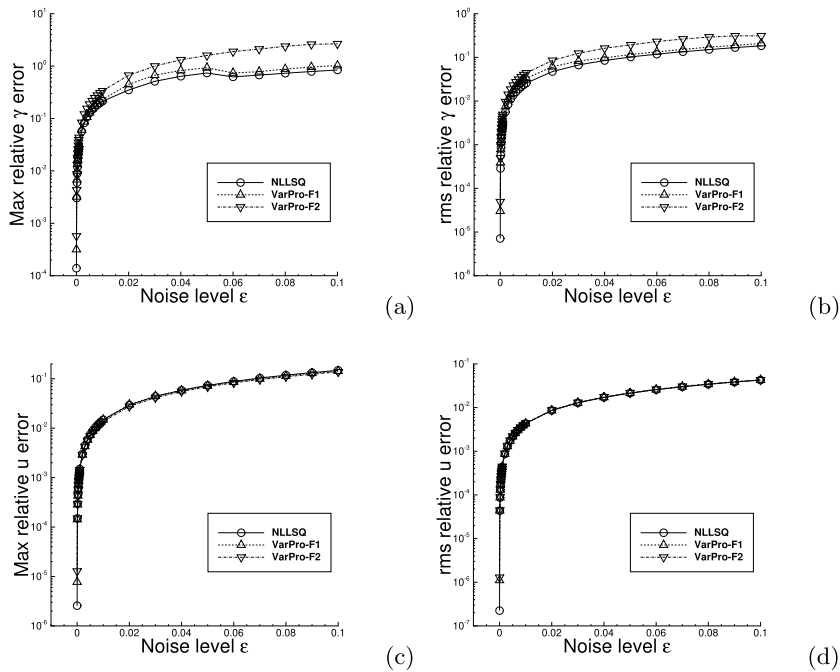 10^1
10^0
10^-1
10^-2
10^-3
10^-4
Max relative γ error
0 0.02 0.04 0.06 0.08 0.1
Noise level ε
NLLSQ
VarPro-F1
VarPro-F2
(a)
10^0
10^-1
10^-2
10^-3
10^-4
10^-5
10^-6
rms relative γ error
0 0.02 0.04 0.06 0.08 0.1
Noise level ε
NLLSQ
VarPro-F1
VarPro-F2
(b)
10^-1
10^-2
10^-3
10^-4
10^-5
10^-6
Max relative u error
0 0.02 0.04 0.06 0.08 0.1
Noise level ε
NLLSQ
VarPro-F1
VarPro-F2
(c)
10^-1
10^-2
10^-3
10^-4
10^-5
10^-6
10^-7
rms relative u error
0 0.02 0.04 0.06 0.08 0.1
Noise level ε
NLLSQ
VarPro-F1
VarPro-F2
(d)